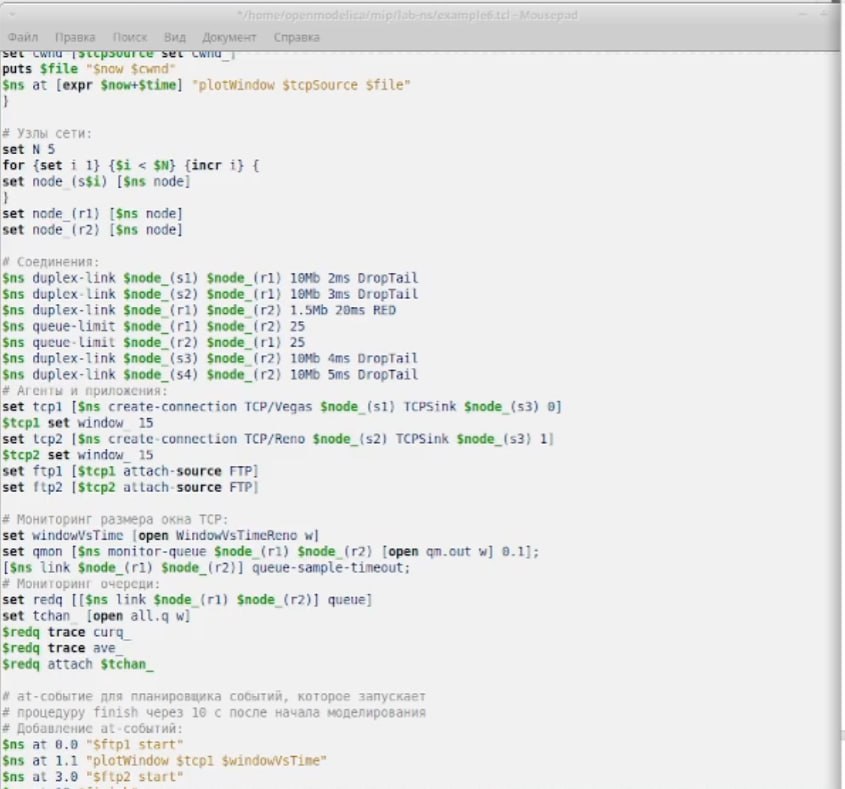 */home/openmodelica/mip/lab-ns/example6.tcl - Mousepad
Файл Правка Поиск Вид Документ Справка
set cwnd [$tcpSource set cwnd_]
puts $file "$now $cwnd"
$ns at [expr $now+$time] "plotWindow $tcpSource $file"
}
# Узлы сети:
set N 5
for {set i 1} {$i < $N} {incr i} {
set node_(s$i) [$ns node]
}
set node_(r1) [$ns node]
set node_(r2) [$ns node]
# Соединения:
$ns duplex-link $node_(s1) $node_(r1) 10Mb 2ms DropTail
$ns duplex-link $node_(s2) $node_(r1) 10Mb 3ms DropTail
$ns duplex-link $node_(r1) $node_(r2) 1.5Mb 20ms RED
$ns queue-limit $node_(r1) $node_(r2) 25
$ns queue-limit $node_(r2) $node_(r1) 25
$ns duplex-link $node_(s3) $node_(r2) 10Mb 4ms DropTail
$ns duplex-link $node_(s4) $node_(r2) 10Mb 5ms DropTail
# Агенты и приложения:
set tcp1 [$ns create-connection TCP/Vegas $node_(s1) TCPSink $node_(s3) 0]
$tcp1 set window_ 15
set tcp2 [$ns create-connection TCP/Reno $node_(s2) TCPSink $node_(s3) 1]
$tcp2 set window_ 15
set ftp1 [$tcp1 attach-source FTP]
set ftp2 [$tcp2 attach-source FTP]
# Мониторинг размера окна TCP:
set windowVsTime [open WindowVsTimeReno w]
set qmon [$ns monitor-queue $node_(r1) $node_(r2) [open qm.out w] 0.1];
[$ns link $node_(r1) $node_(r2)] queue-sample-timeout;
# Мониторинг очереди:
set redq [[$ns link $node_(r1) $node_(r2)] queue]
set tchan_ [open all.q w]
$redq trace curq_
$redq trace ave_
$redq attach $tchan_
# at-событие для планировщика событий, которое запускает
# процедуру finish через 10 с после начала моделирования
# Добавление at-событий:
$ns at 0.0 "$ftp1 start"
$ns at 1.1 "plotWindow $tcp1 $windowVsTime"
$ns at 3.0 "$ftp2 start"